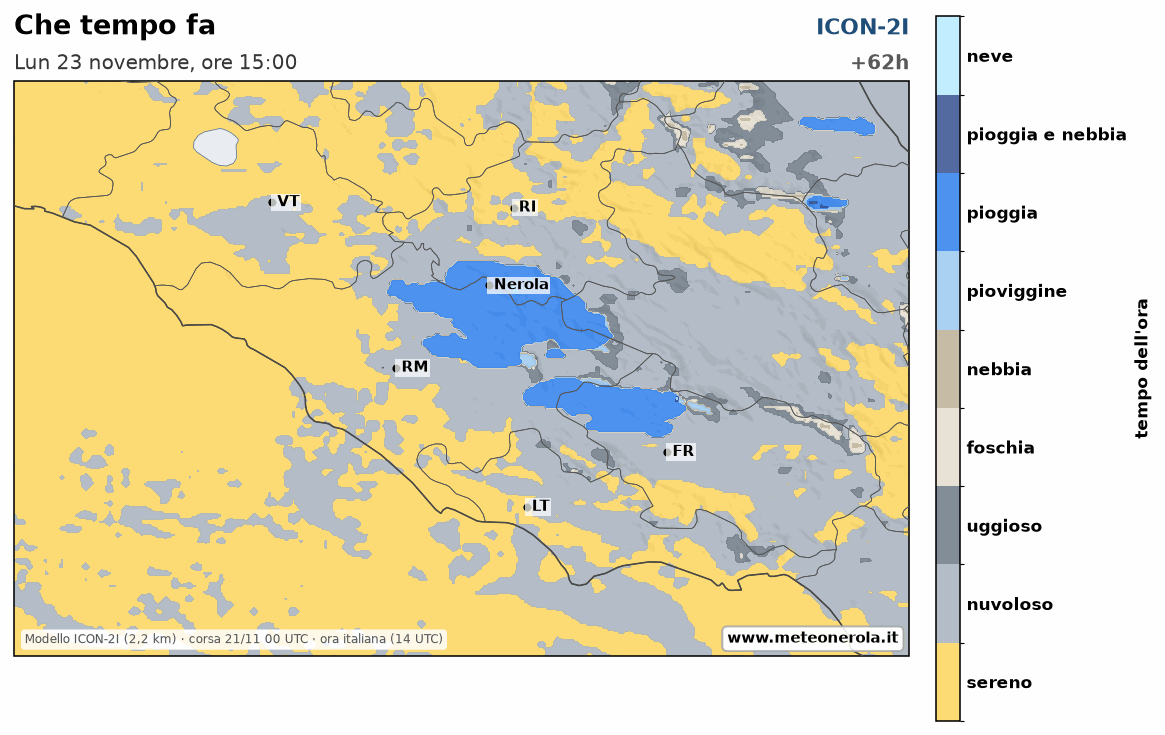 Che tempo fa
ICON-2I
Lun 23 novembre, ore 15:00
+62h
neve
pioggia e nebbia
pioggia
pioviggine
nebbia
foschia
uggioso
nuvoloso
sereno
tempo dell'ora
VT
RI
Nerola
RM
FR
LT
Modello ICON-2I (2,2 km) · corsa 21/11 00 UTC · ora italiana (14 UTC)
www.meteonerola.it